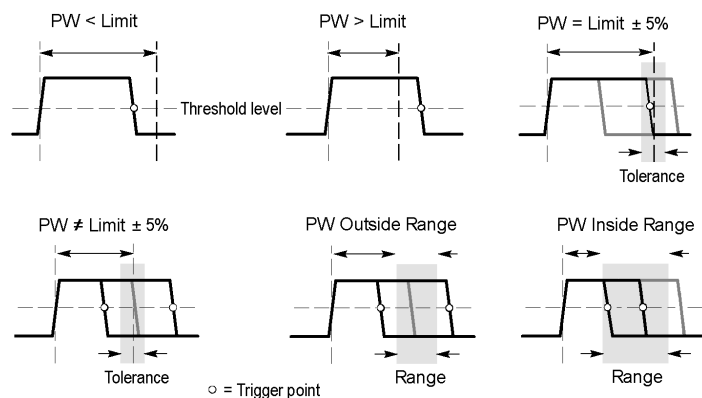 PW < Limit
PW > Limit
PW = Limit ± 5%
Threshold level
Tolerance
PW ≠ Limit ± 5%
PW Outside Range
PW Inside Range
Tolerance
Range
Range
= Trigger point